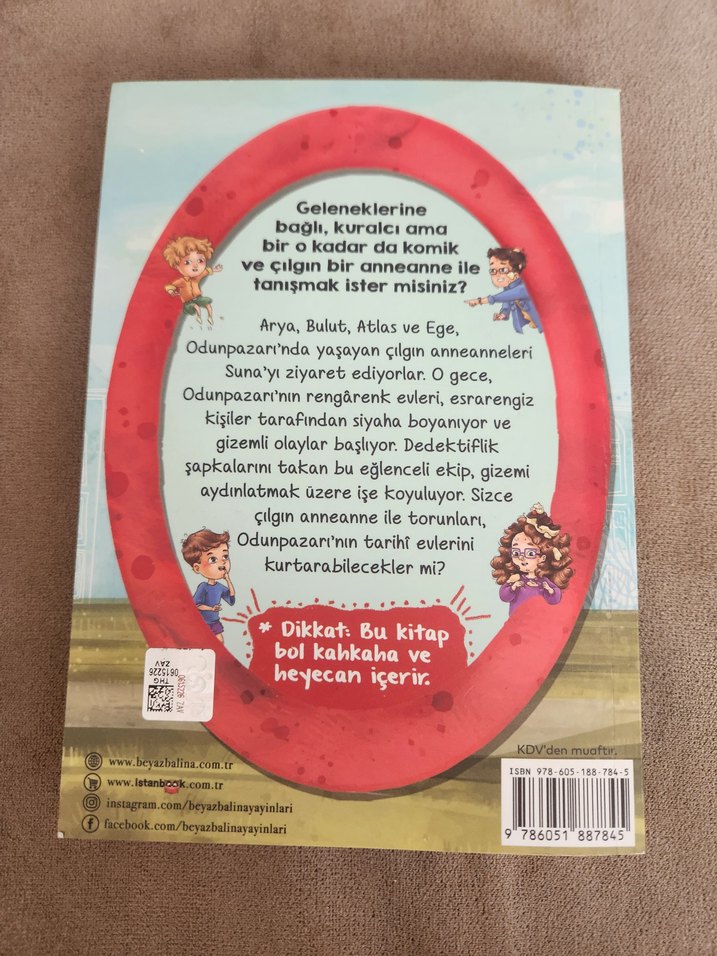 Geleneklerine
bağlı, kuralcı ama
bir o kadar da komik
ve çılgın bir anneanne ile
tanışmak ister misiniz?
Arya, Bulut, Atlas ve Ege,
Odunpazarı'nda yaşayan çılgın anneanneleri
Suna'yı ziyaret ediyorlar. O gece,
Odunpazarı'nın rengârenk evleri, esrarengiz
kişiler tarafından siyaha boyanıyor ve
gizemli olaylar başlıyor. Dedektiflik
şapkalarını takan bu eğlenceli ekip, gizemi
aydınlatmak üzere işe koyuluyor. Sizce
çılgın anneanne ile torunları,
Odunpazarı'nın tarihî evlerini
kurtarabilecekler mi?
* Dikkat: Bu kitap
bol kahkaha ve
heyecan içerir.
THG
ZAV
0615226
0615226 ZAV
www.beyazbalina.com.tr
www.istanbook.com.tr
instagram.com/beyazbalinayayinlari
facebook.com/beyazbalinayayinlari
KDV'den muaftır.
ISBN 978-605-188-784-5
9 786051 887845